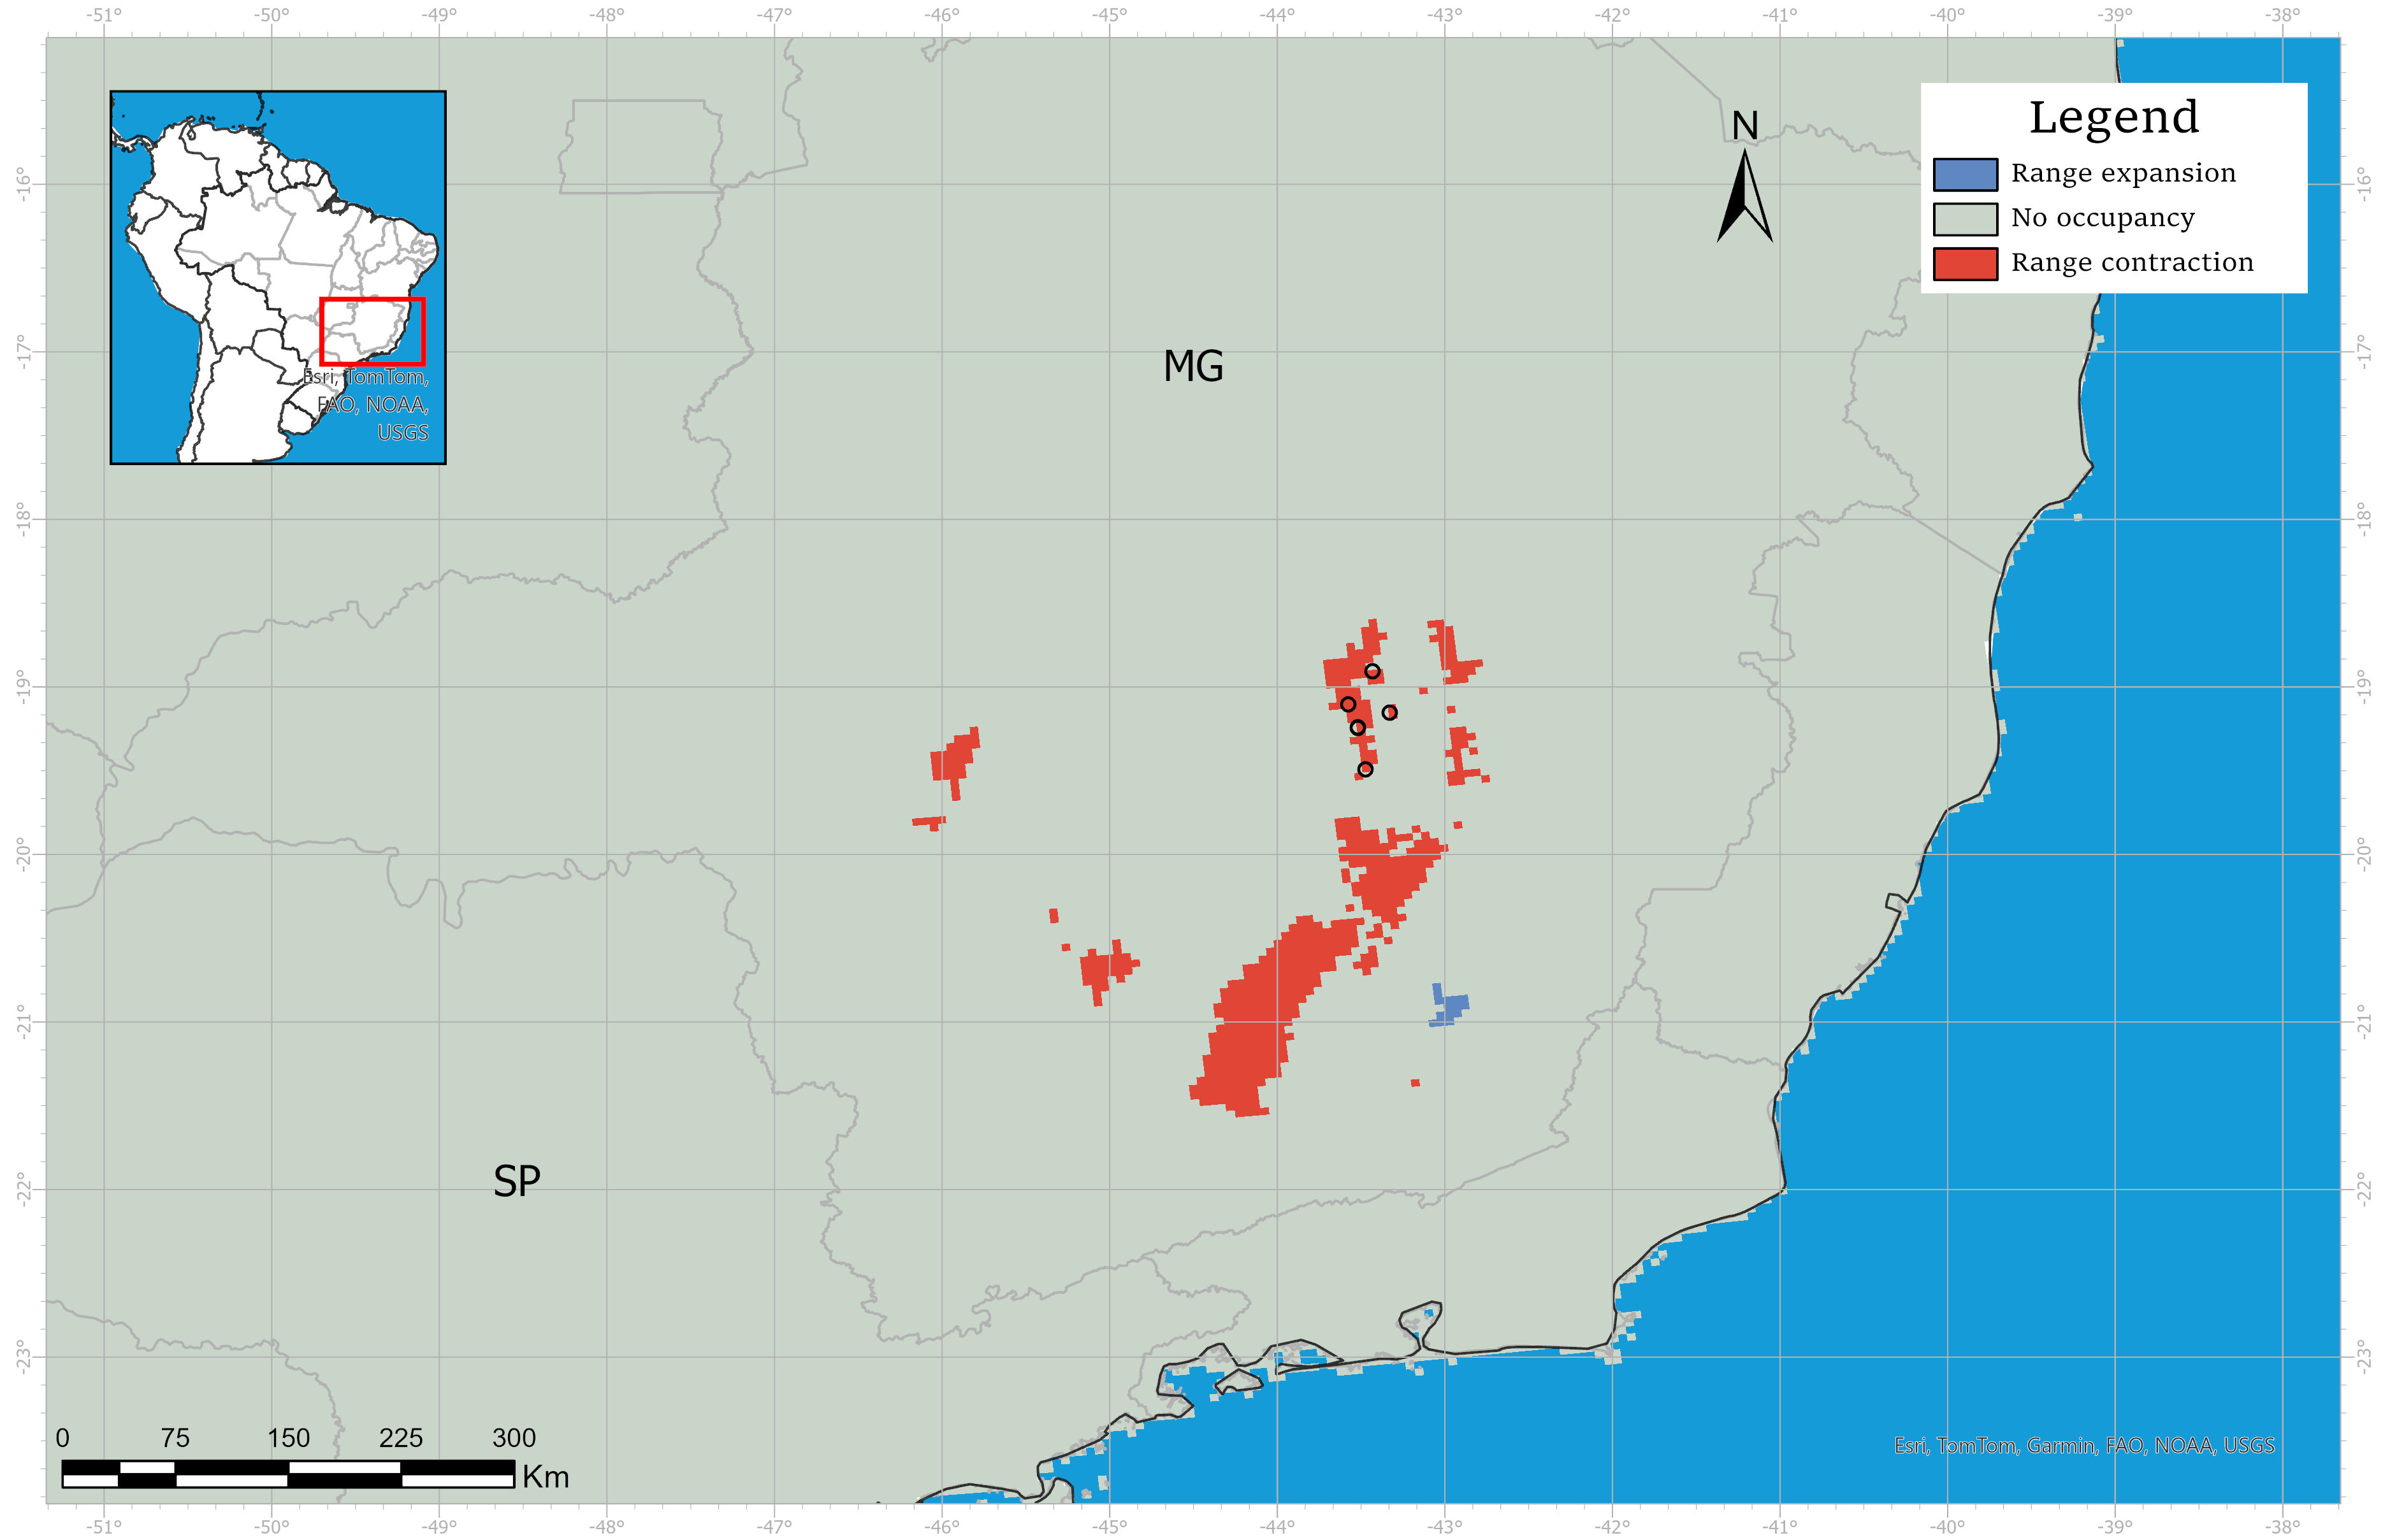 -51° -50° -49° -48° -47° -46° -45° -44° -43° -42° -41° -40° -39° -38°
Legend
Range expansion
No occupancy
Range contraction
N
MG
SP
Esri, TomTom,
FAO, NOAA,
USGS
-16° -16°
-17° -17°
-18° -18°
-19° -19°
-20° -20°
-21° -21°
-22° -22°
-23° -23°
0 75 150 225 300
Km
Esri, TomTom, Garmin, FAO, NOAA, USGS
-51° -50° -49° -48° -47° -46° -45° -44° -43° -42° -41° -40° -39° -38°